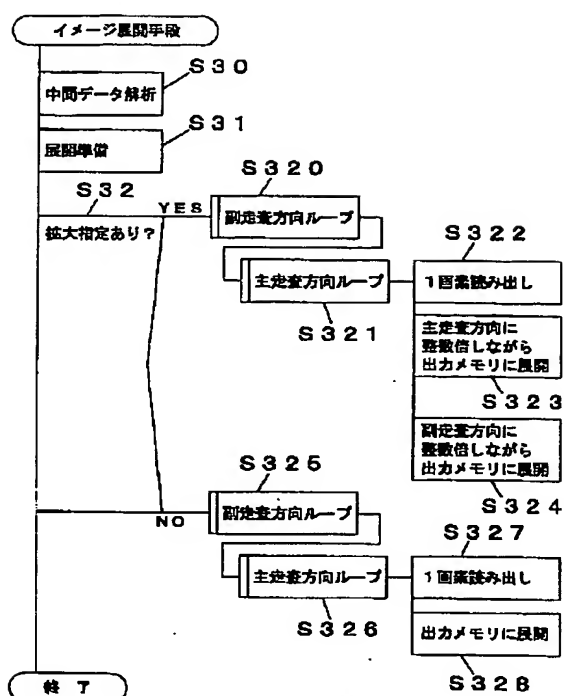 イメージ展開手段
S30
中間データ解析
S31
展開準備
S32
拡大指定あり?
YES
S320
副走査方向ループ
主走査方向ループ
S321
S322
1画素読み出し
主走査方向に
整数倍しながら
出力メモリに展開
S323
副走査方向に
整数倍しながら
出力メモリに展開
S324
NO
S325
副走査方向ループ
主走査方向ループ
S326
S327
1画素読み出し
出力メモリに展開
S328
終了